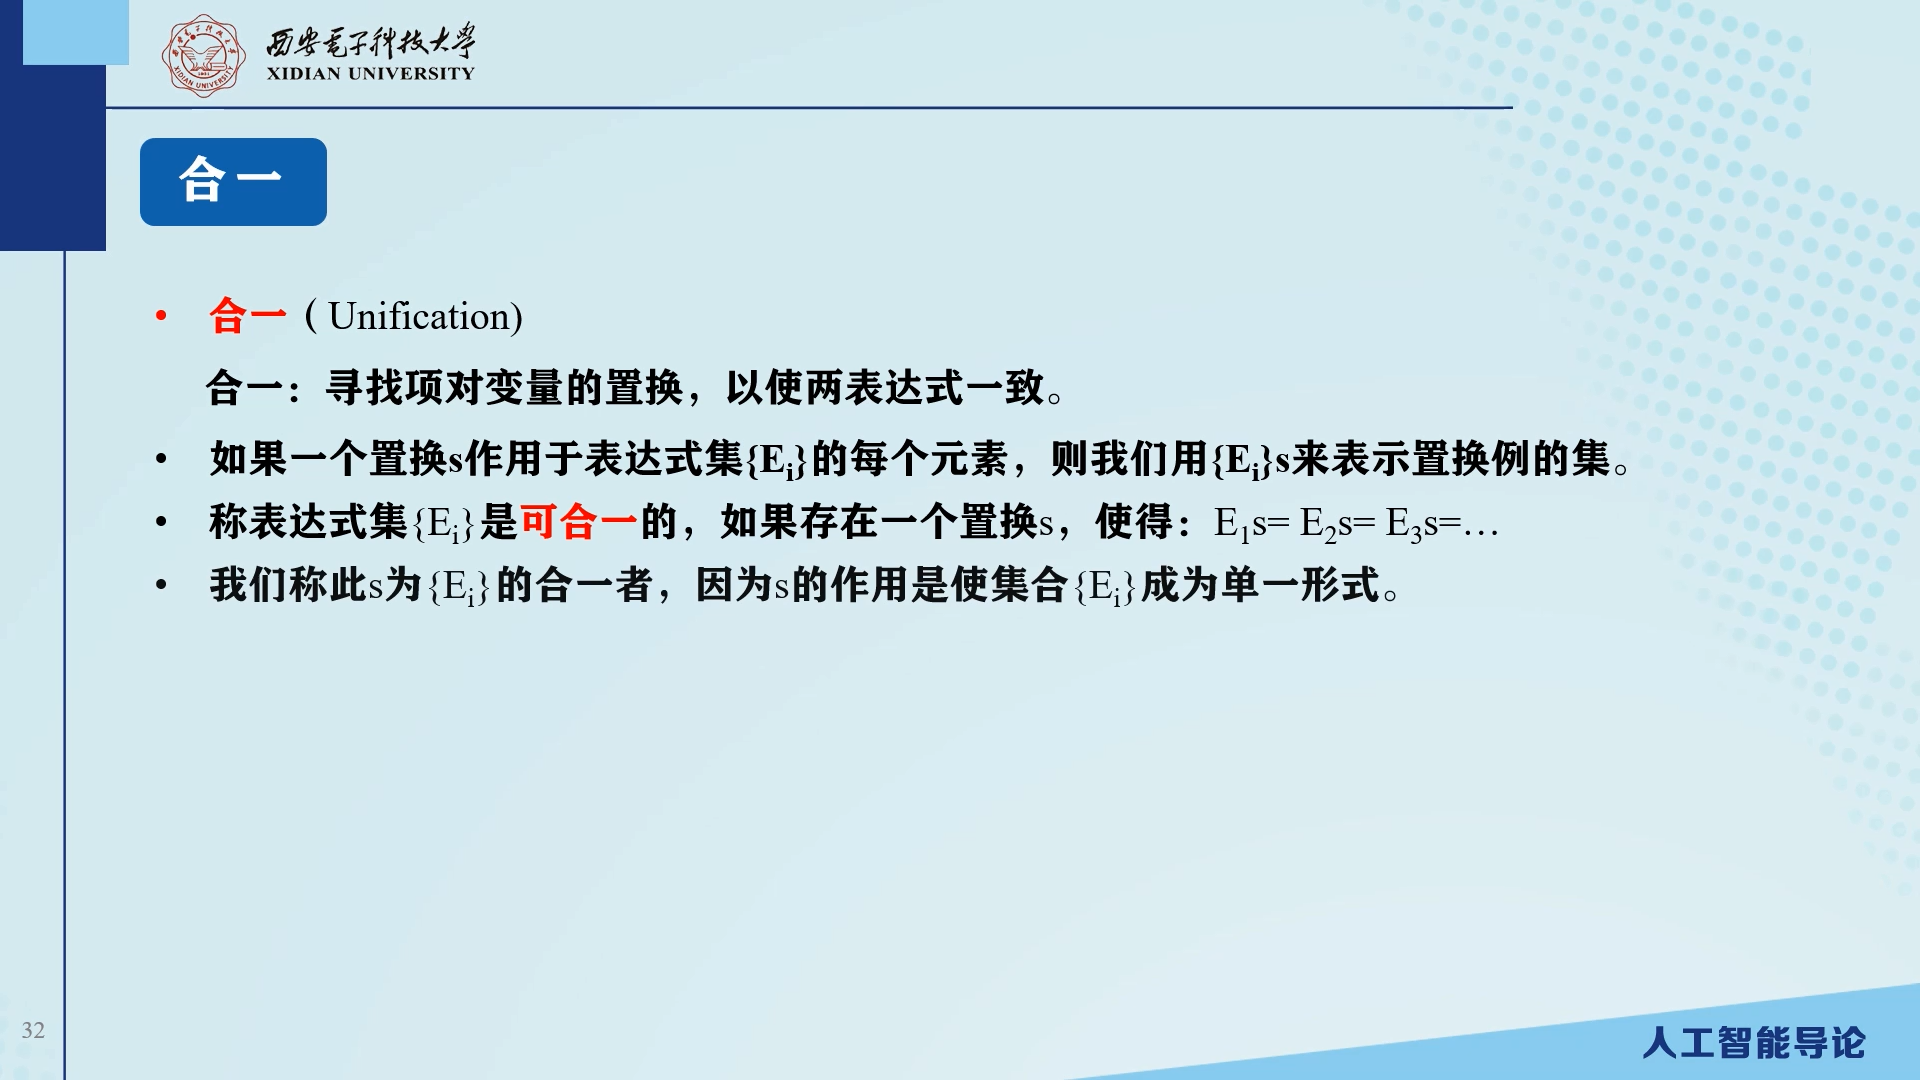 西安电子科技大学
XIDIAN UNIVERSITY
合一
• 合一（Unification)
合一：寻找项对变量的置换，以使两表达式一致。
• 如果一个置换s作用于表达式集{Ei}的每个元素，则我们用{Ei}s来表示置换例的集。
• 称表达式集{Ei}是可合一的，如果存在一个置换s，使得：E1s= E2s= E3s=…
• 我们称此s为{Ei}的合一者，因为s的作用是使集合{Ei}成为单一形式。
32
人工智能导论